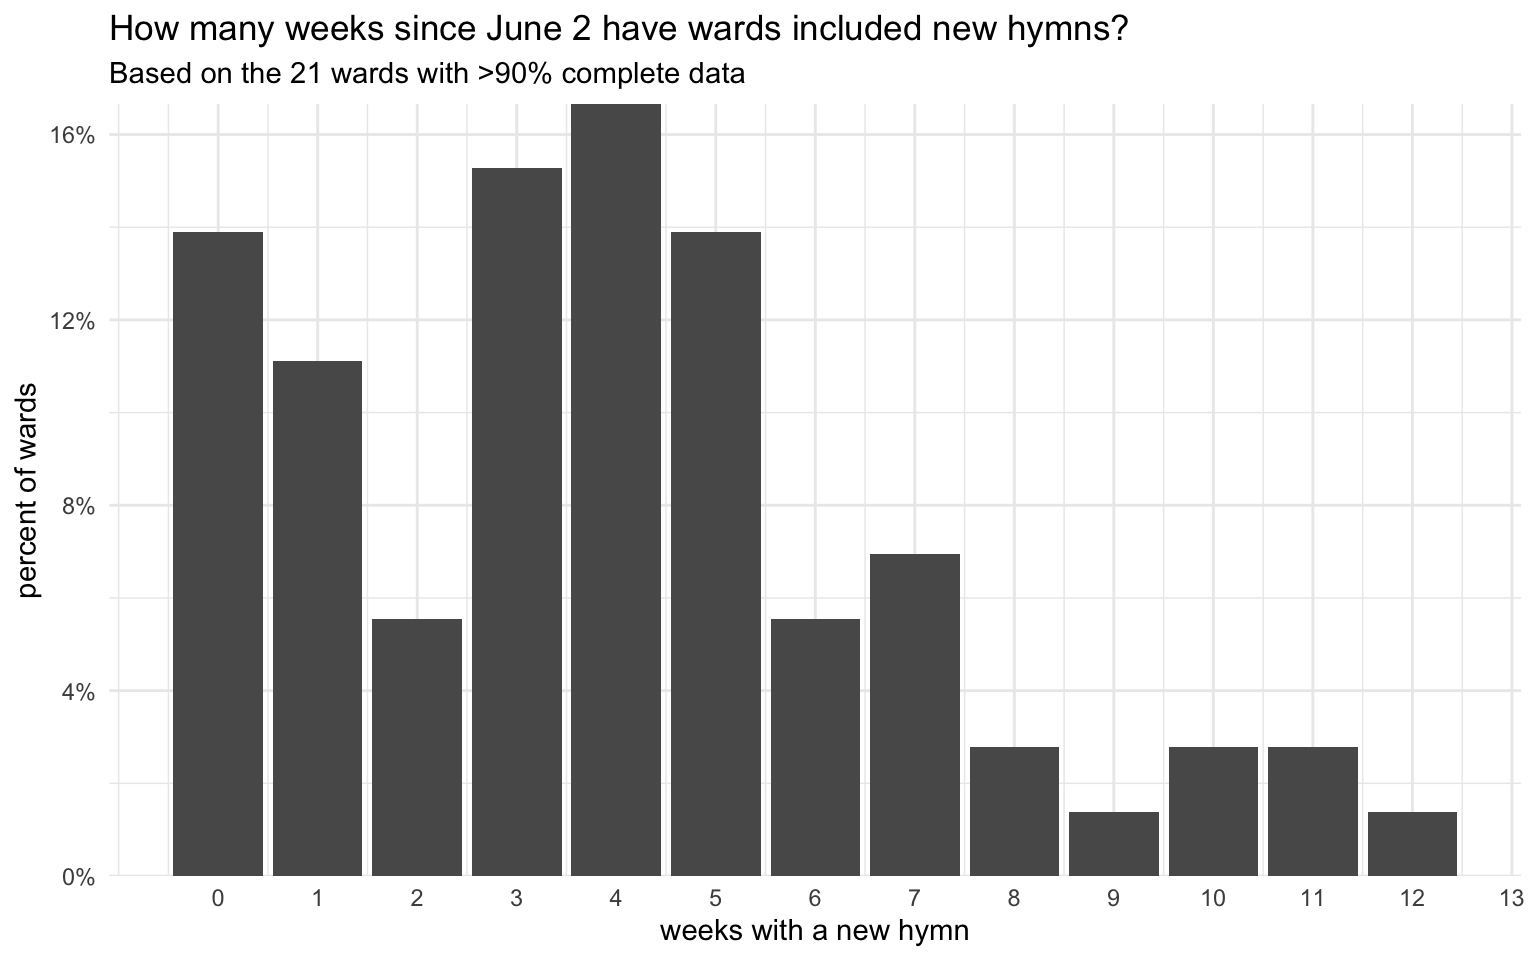 How many weeks since June 2 have wards included new hymns?
Based on the 21 wards with >90% complete data
16%
12%
8%
4%
0%
percent of wards
0 1 2 3 4 5 6 7 8 9 10 11 12 13
weeks with a new hymn